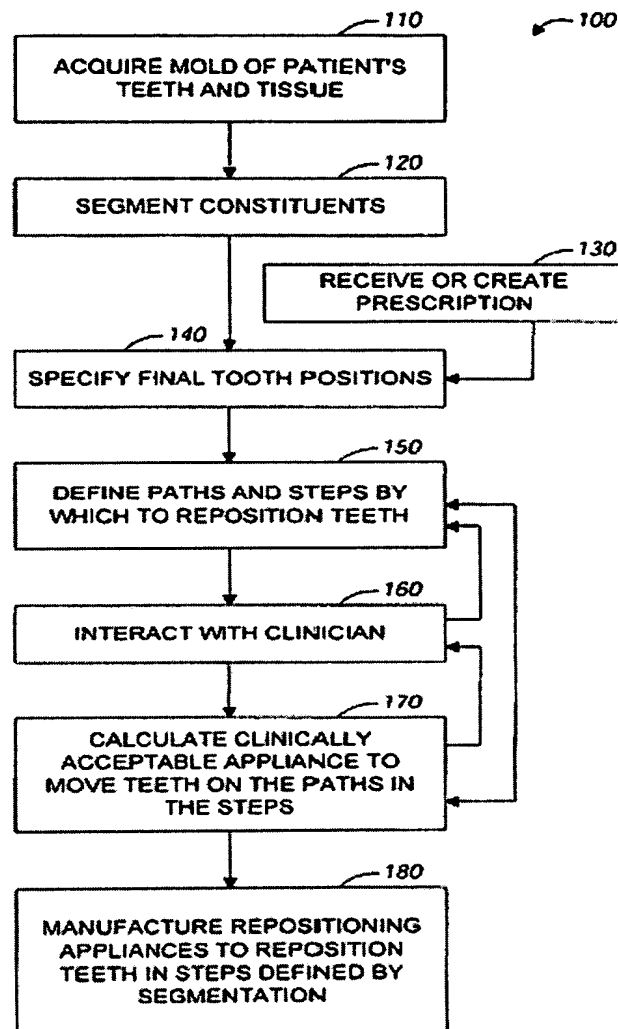 110
100
ACQUIRE MOLD OF PATIENT'S
TEETH AND TISSUE
120
SEGMENT CONSTITUENTS
130
RECEIVE OR CREATE
PRESCRIPTION
140
SPECIFY FINAL TOOTH POSITIONS
150
DEFINE PATHS AND STEPS BY
WHICH TO REPOSITION TEETH
160
INTERACT WITH CLINICIAN
170
CALCULATE CLINICALLY
ACCEPTABLE APPLIANCE TO
MOVE TEETH ON THE PATHS IN
THE STEPS
180
MANUFACTURE REPOSITIONING
APPLIANCES TO REPOSITION
TEETH IN STEPS DEFINED BY
SEGMENTATION